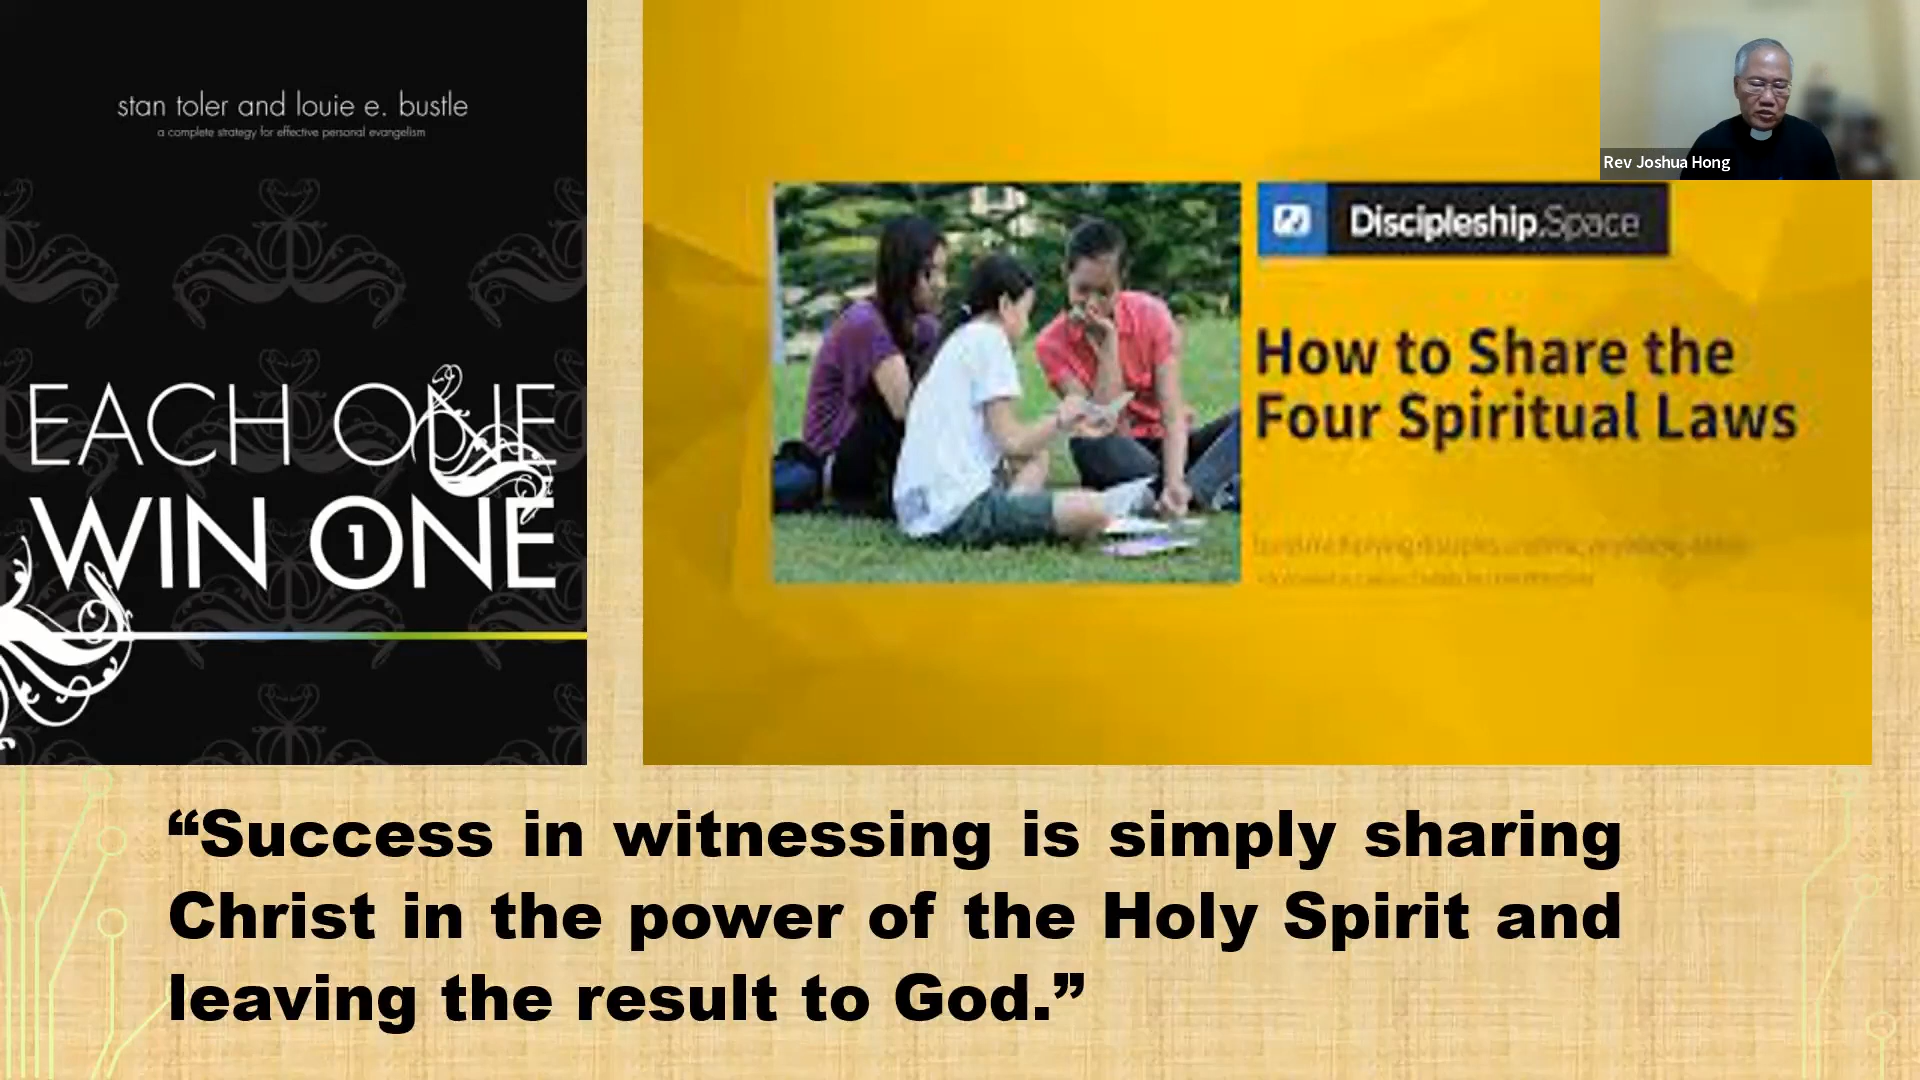 stan toler and louie e. bustle
a complete strategy for effective personal evangelism
EACH ONE
WIN ONE
1
Rev Joshua Hong
Discipleship.Space
How to Share the
Four Spiritual Laws
“Success in witnessing is simply sharing
Christ in the power of the Holy Spirit and
leaving the result to God.”